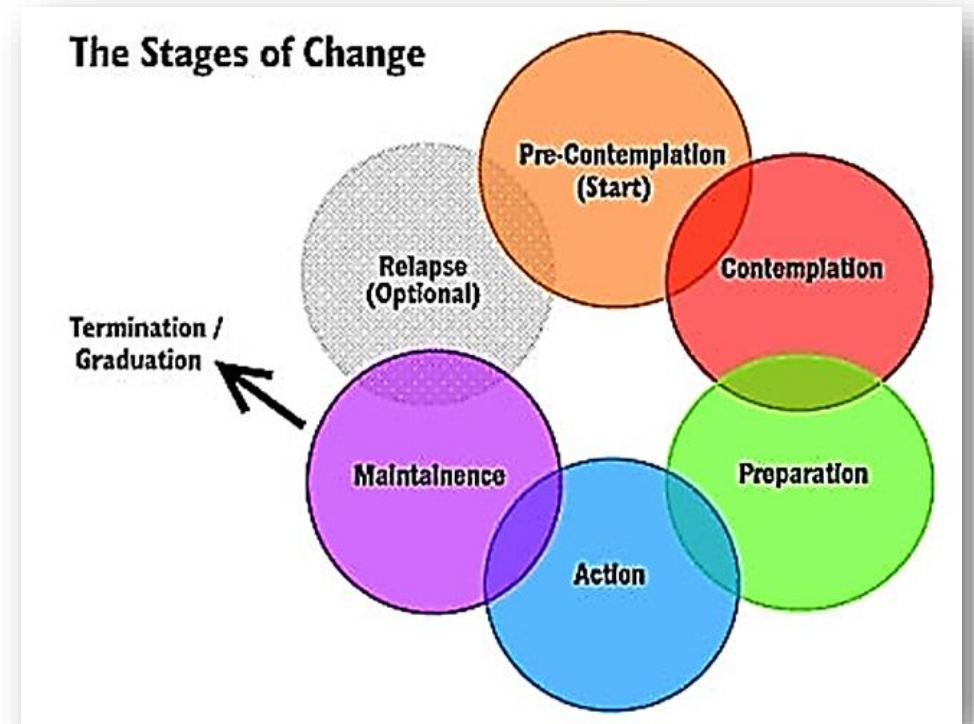 The Stages of Change
Pre-Contemplation
(Start)
Contemplation
Preparation
Action
Maintainence
Relapse
(Optional)
Termination /
Graduation